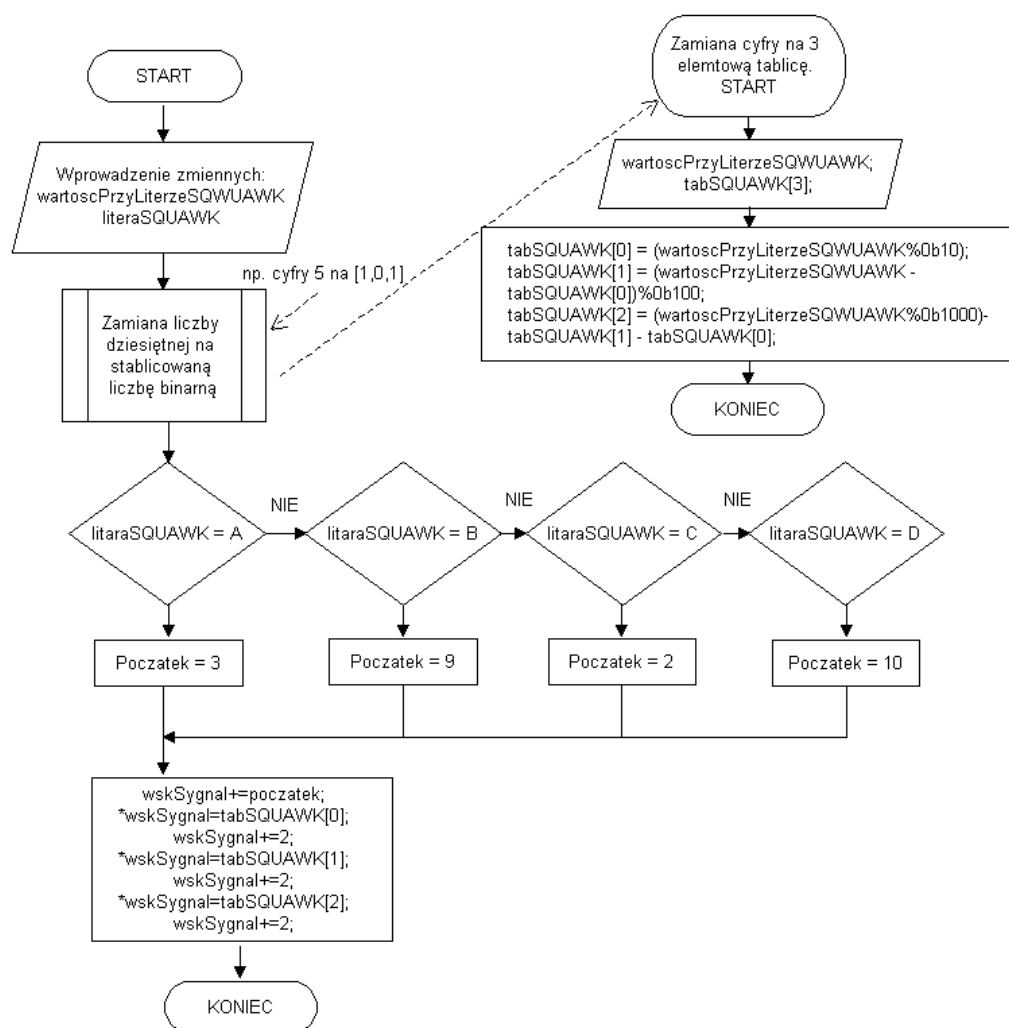 START
Wprowadzenie zmiennych:
wartoscPrzyLiterzeSQWUAWK
literaSQUAWK
np. cyfry 5 na [1,0,1]
Zamiana liczby
dziesiętnej na
stablicowaną
liczbę binarną
Zamiana cyfry na 3
elemtową tablicę.
START
wartoscPrzyLiterzeSQWUAWK;
tabSQUAWK[3];
tabSQUAWK[0] = (wartoscPrzyLiterzeSQWUAWK%0b10);
tabSQUAWK[1] = (wartoscPrzyLiterzeSQWUAWK -
tabSQUAWK[0])%0b100;
tabSQUAWK[2] = (wartoscPrzyLiterzeSQWUAWK%0b1000)-
tabSQUAWK[1] - tabSQUAWK[0];
KONIEC
litaraSQUAWK = A
NIE
litaraSQUAWK = B
NIE
litaraSQUAWK = C
NIE
litaraSQUAWK = D
Poczatek = 3
Poczatek = 9
Poczatek = 2
Poczatek = 10
wskSygnal+=początek;
*wskSygnal=tabSQUAWK[0];
wskSygnal+=2;
*wskSygnal=tabSQUAWK[1];
wskSygnal+=2;
*wskSygnal=tabSQUAWK[2];
wskSygnal+=2;
KONIEC